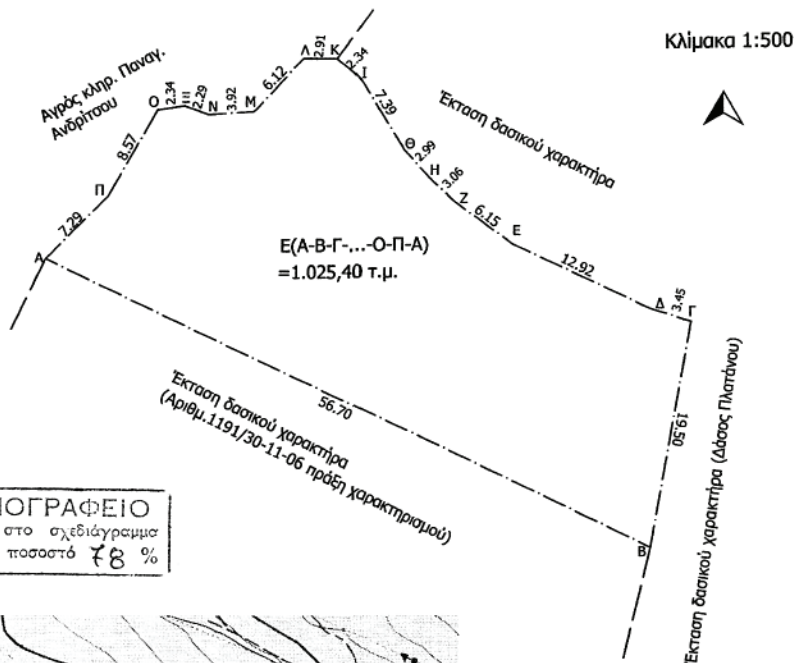 Κλίμακα 1:500
Αγρός κληρ. Παναγ.
Ανδρίτσου
Λ 2.91 Κ
2.34
Ι
6.12
7.39
Ο 2.34 Ξ 2.29 Ν 3.92 Μ
8.57
Π
7.29
Α
Θ
2.99
Η
3.06
Ζ
6.15
Ε
12.92
Δ 3.45 Γ
Έκταση δασικού χαρακτήρα
Ε(Α-Β-Γ-...-Ο-Π-Α)
=1.025,40 τ.μ.
56.70
Έκταση δασικού χαρακτήρα
(Αριθμ.1191/30-11-06 πράξη χαρακτηρισμού)
19.50
Β
Έκταση δασικού χαρακτήρα (Δάσος Πλατάνου)
ΙΟΓΡΑΦΕΙΟ
στο σχεδιάγραμμα
ποσοστό 78 %